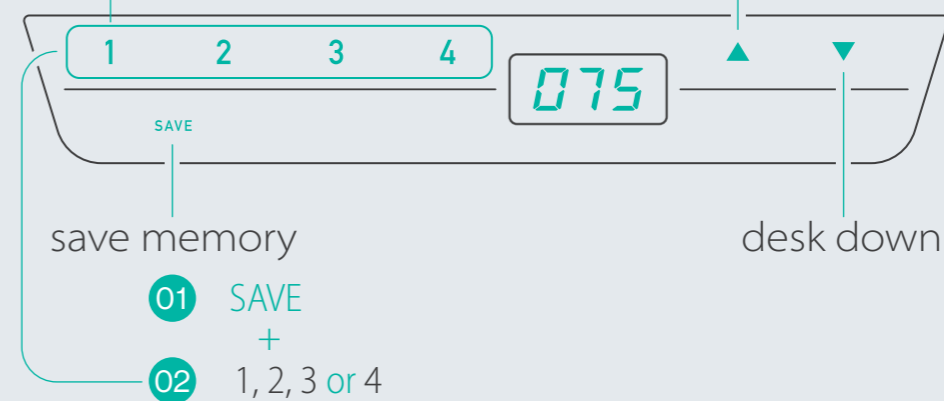 1 2 3 4
075
▲ ▼
SAVE
save memory
desk down
01 SAVE
+
02 1, 2, 3 or 4